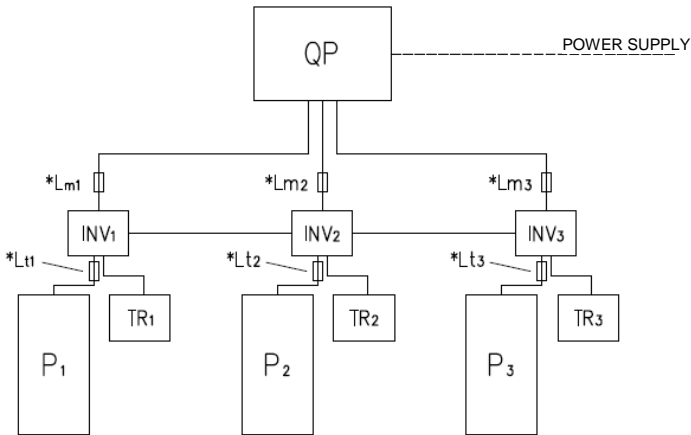 QP
POWER SUPPLY
*Lm1 *Lm2 *Lm3
INV1 INV2 INV3
*Lt1 *Lt2 *Lt3
TR1 TR2 TR3
P1 P2 P3